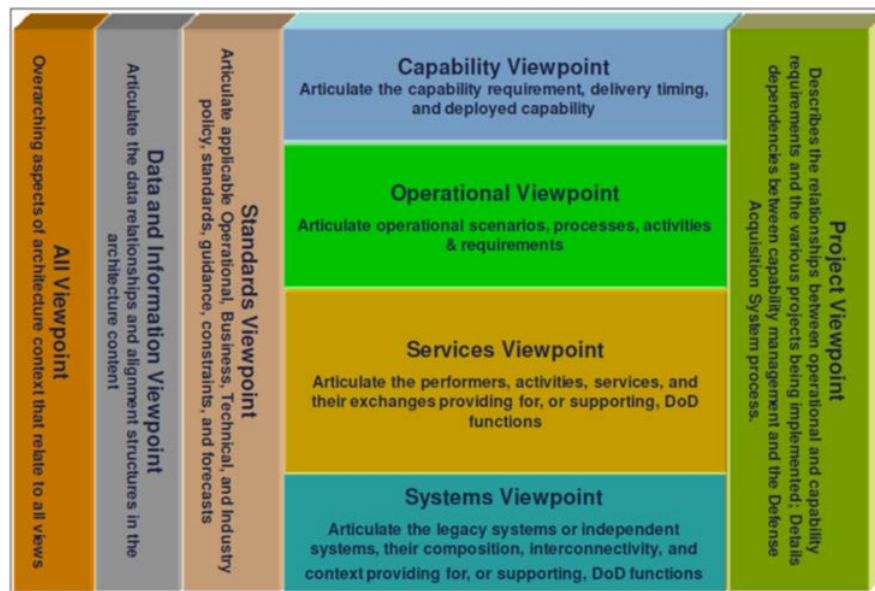 All Viewpoint
Overarching aspects of architecture context that relate to all views
Data and Information Viewpoint
Articulate the data relationships and alignment structures in the
architecture content
Standards Viewpoint
Articulate applicable Operational, Business, Technical, and Industry
policy, standards, guidance, constraints, and forecasts
Capability Viewpoint
Articulate the capability requirement, delivery timing,
and deployed capability
Operational Viewpoint
Articulate operational scenarios, processes, activities
& requirements
Services Viewpoint
Articulate the performers, activities, services, and
their exchanges providing for, or supporting, DoD
functions
Systems Viewpoint
Articulate the legacy systems or independent
systems, their composition, interconnectivity, and
context providing for, or supporting, DoD functions
Project Viewpoint
Describes the relationships between operational and capability
requirements and the various projects being implemented; Details
dependencies between capability management and the Defense
Acquisition System process.